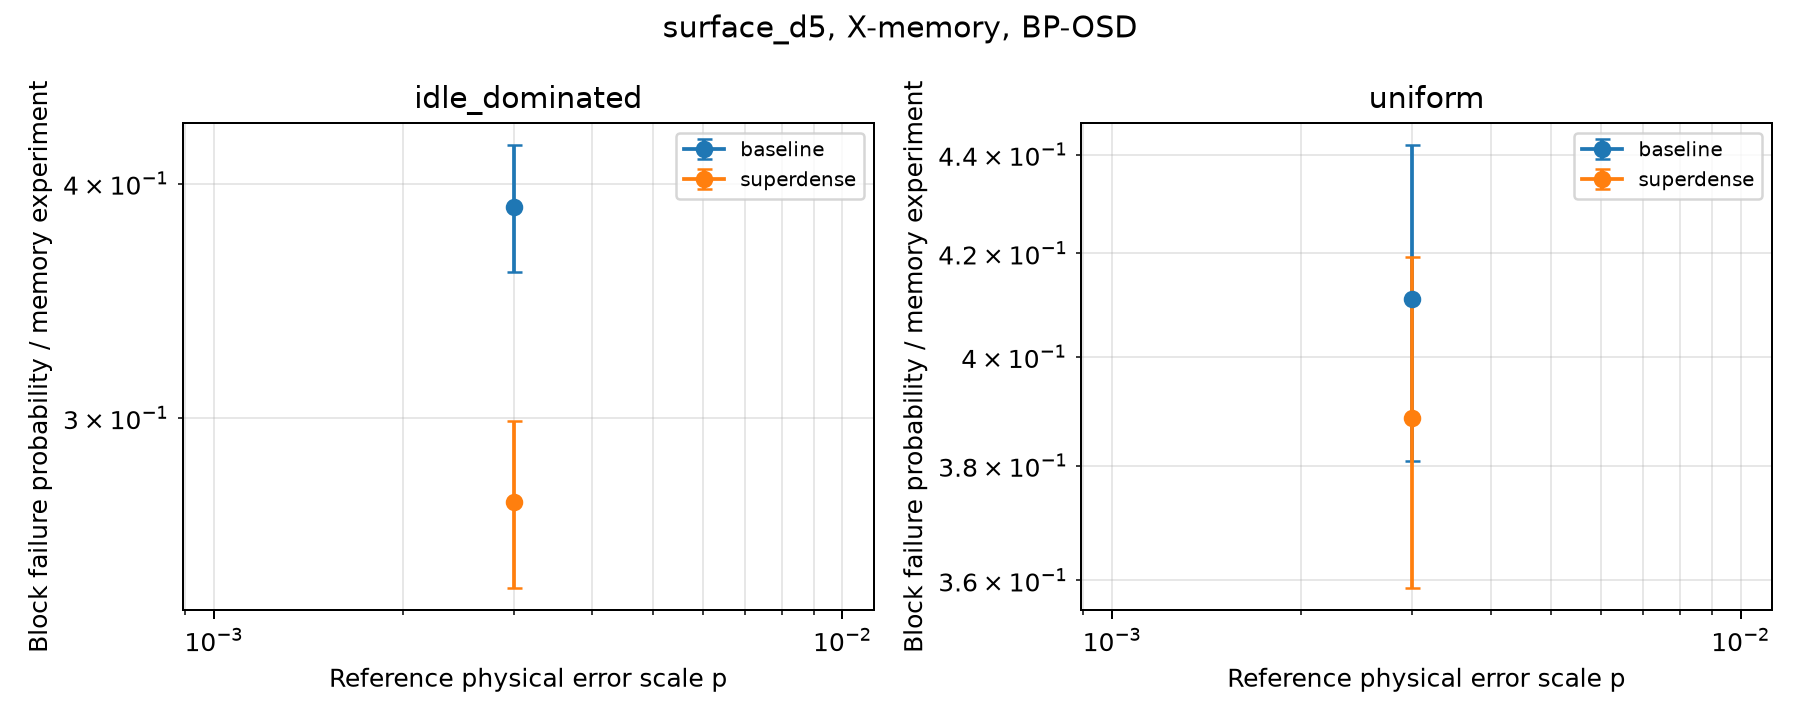 surface_d5, X-memory, BP-OSD
idle_dominated
Block failure probability / memory experiment
4 × 10⁻¹
3 × 10⁻¹
10⁻³
10⁻²
Reference physical error scale p
baseline
superdense
uniform
Block failure probability / memory experiment
4.4 × 10⁻¹
4.2 × 10⁻¹
4 × 10⁻¹
3.8 × 10⁻¹
3.6 × 10⁻¹
10⁻³
10⁻²
Reference physical error scale p
baseline
superdense